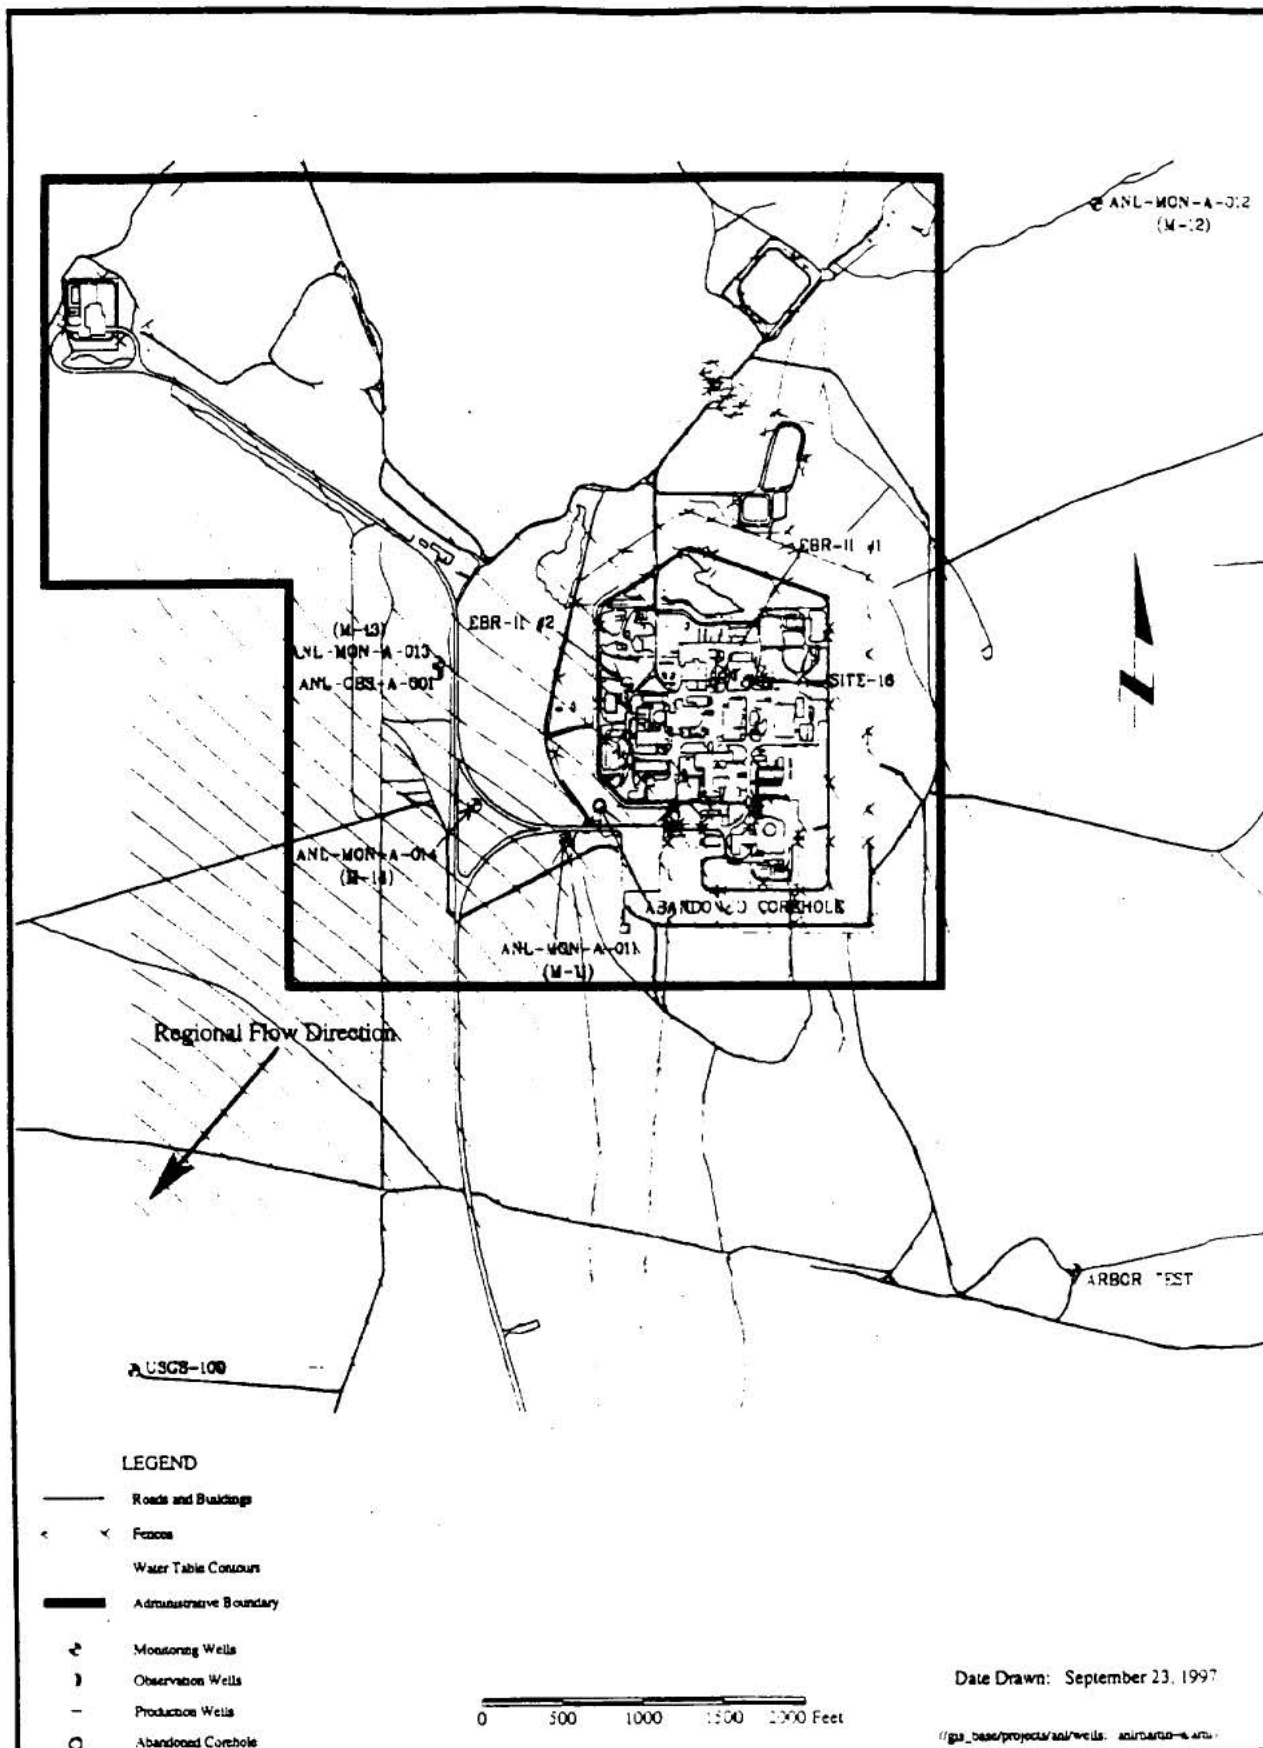 ANL-MON-A-012
(M-12)
EBR-II #1
EBR-II #2
(M-13)
ANL-MON-A-013
ANL-OBS-A-001
SITE-16
ANL-MON-A-014
(M-14)
ABANDONED COREHOLE
ANL-MON-A-011
(M-11)
Regional Flow Direction
ARBOR TEST
USGS-100
LEGEND
Roads and Buildings
Fences
Water Table Contours
Administrative Boundary
Monitoring Wells
Observation Wells
Production Wells
Abandoned Corehole
0 500 1000 1500 2000 Feet
Date Drawn: September 23, 1997